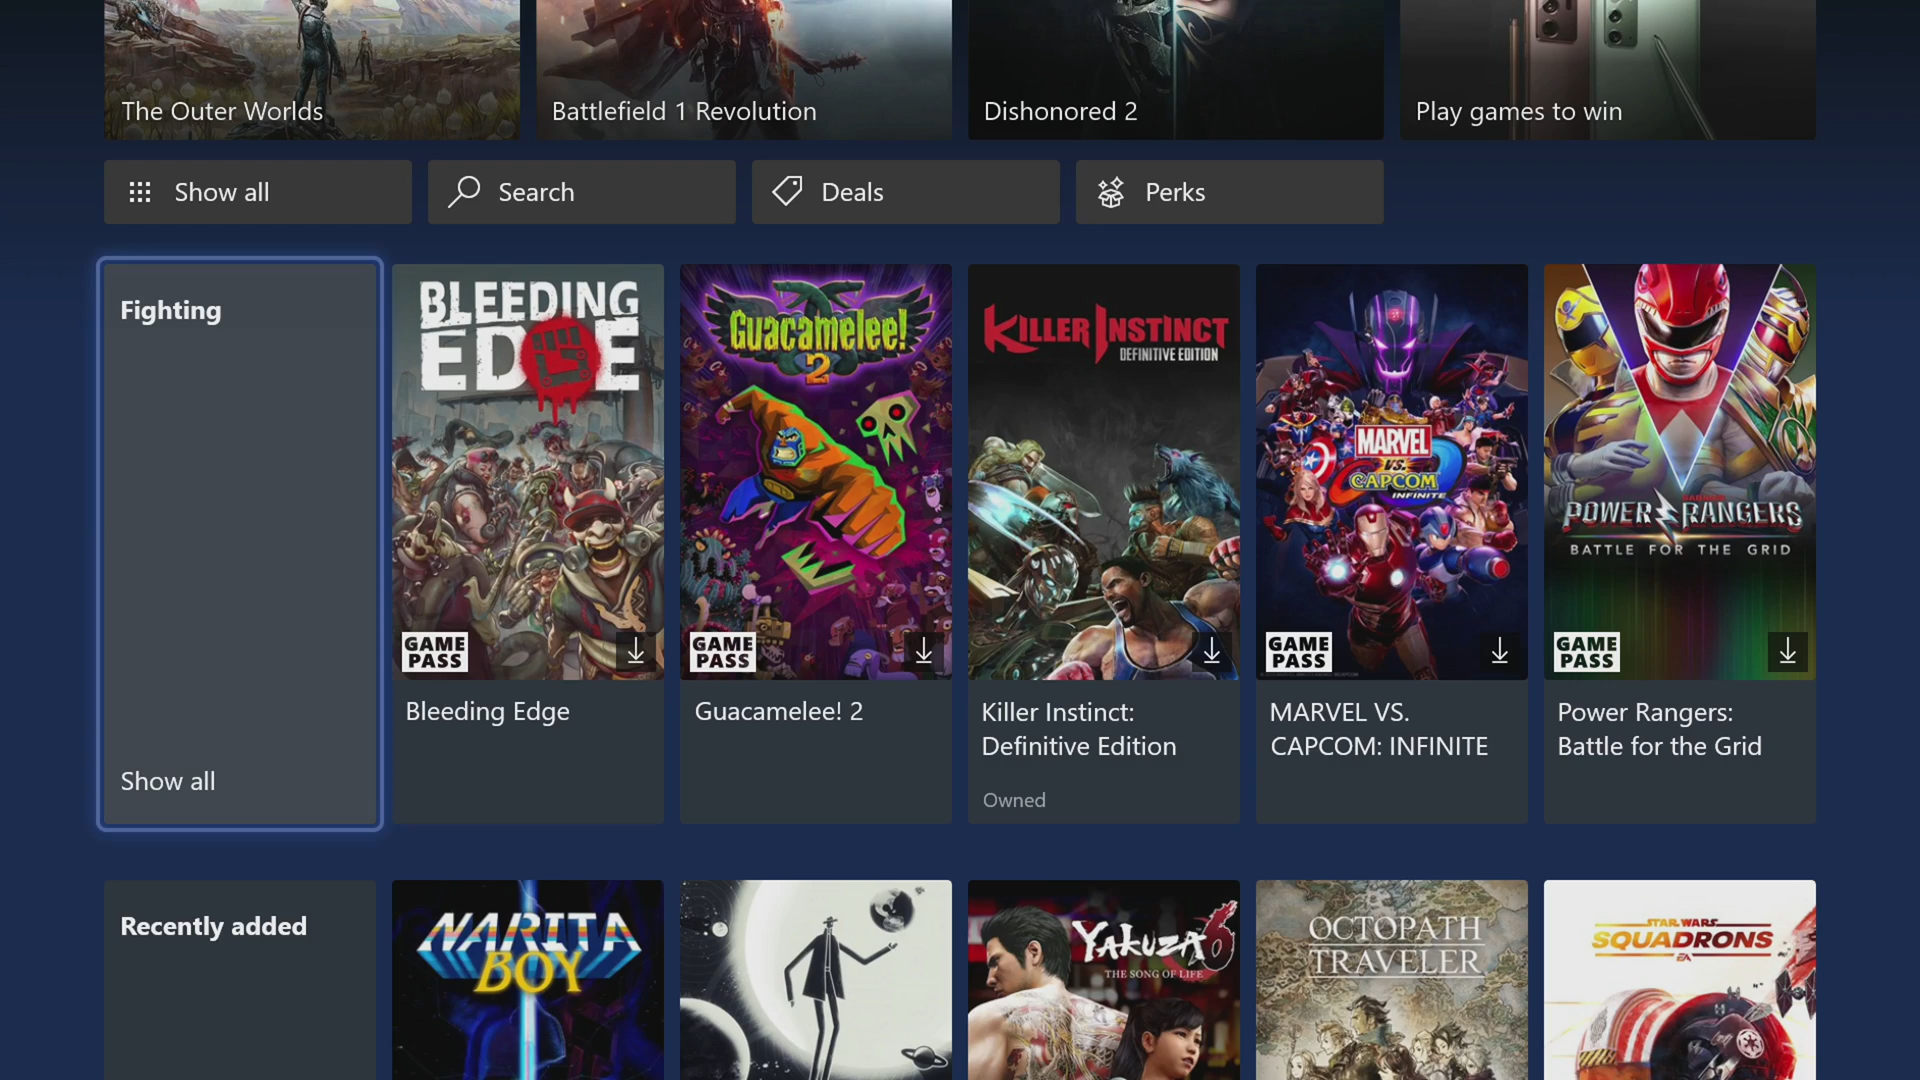 The Outer Worlds
Battlefield 1 Revolution
Dishonored 2
Play games to win
Show all
Search
Deals
Perks
Fighting
Show all
BLEEDING
EDGE
GAME
PASS
Bleeding Edge
Guacamelee!
2
GAME
PASS
Guacamelee! 2
KILLER INSTINCT
DEFINITIVE EDITION
Killer Instinct:
Definitive Edition
Owned
MARVEL
VS.
CAPCOM
INFINITE
GAME
PASS
MARVEL VS.
CAPCOM: INFINITE
POWER RANGERS
BATTLE FOR THE GRID
GAME
PASS
Power Rangers:
Battle for the Grid
Recently added
NARITA
BOY
YAKUZA 6
THE SONG OF LIFE
OCTOPATH
TRAVELER
STAR WARS
SQUADRONS
EA